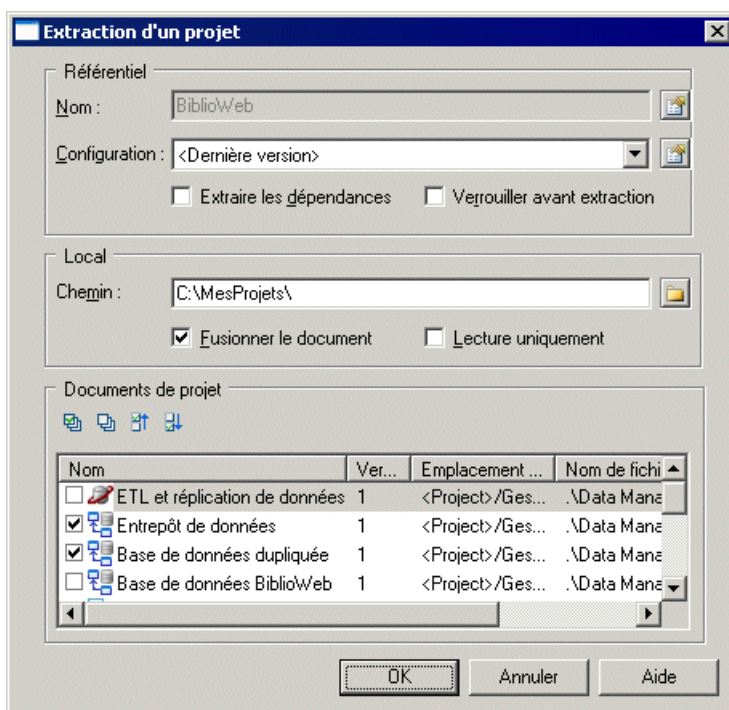 Extraction d'un projet
Référentiel
Nom :
BiblioWeb
Configuration :
<Dernière version>
Extraire les dépendances
Verrouiller avant extraction
Local
Chemin :
C:\MesProjets\
Fusionner le document
Lecture uniquement
Documents de projet
Nom Ver... Emplacement ... Nom de fichi
ETL et réplication de données 1 <Project>/Ges... .\Data Mana
Entrepôt de données 1 <Project>/Ges... .\Data Mana
Base de données dupliquée 1 <Project>/Ges... .\Data Mana
Base de données BiblioWeb 1 <Project>/Ges... .\Data Mana
OK Annuler Aide